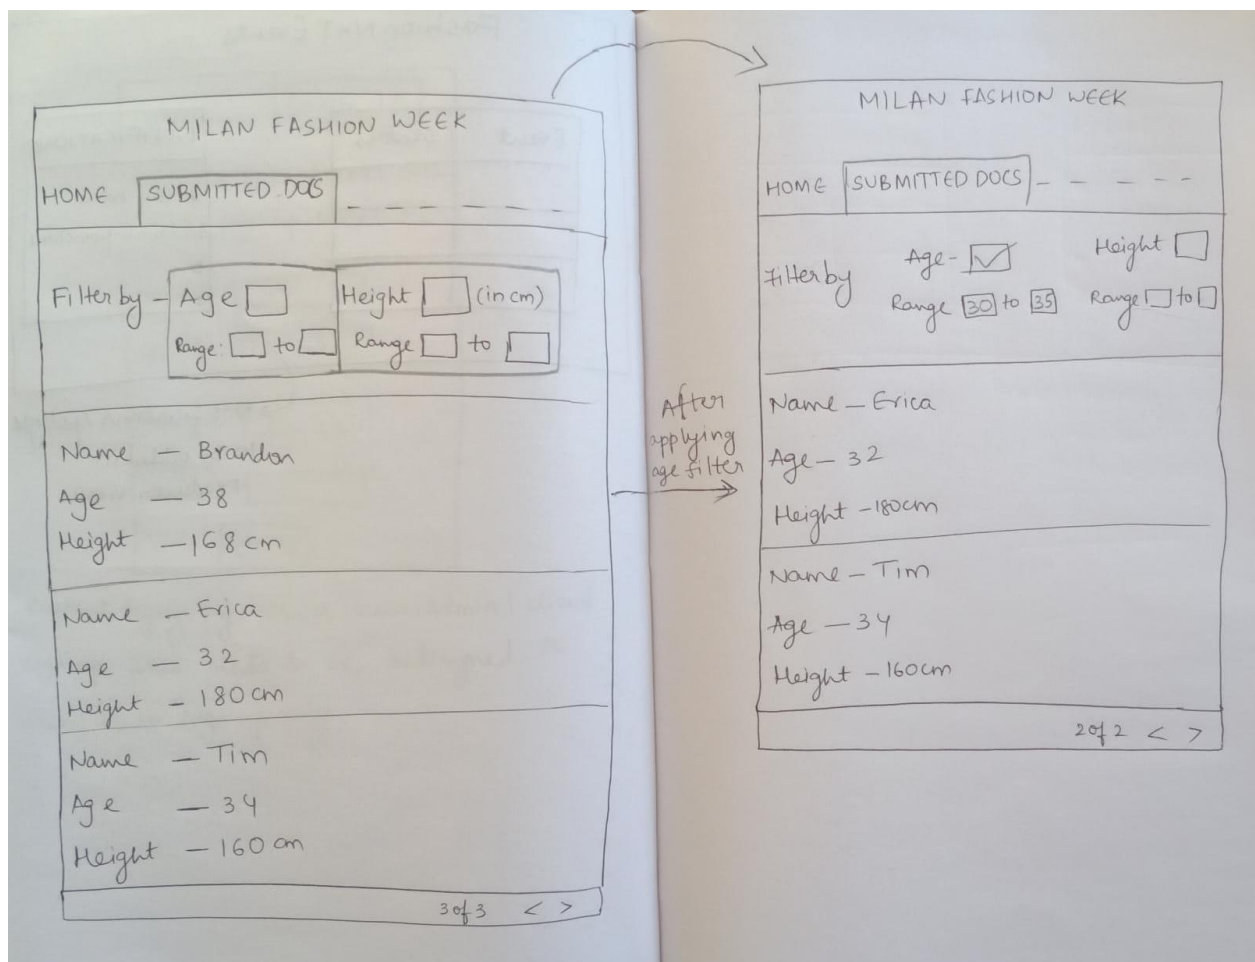 MILAN FASHION WEEK
HOME SUBMITTED DOCS
Filter by - Age (in cm) Height
Range: to Range to
Name - Brandon
Age - 38
Height - 168 cm
Name - Erica
Age - 32
Height - 180 cm
Name - Tim
Age - 34
Height - 160 cm
3 of 3 < >
After
applying
age filter
MILAN FASHION WEEK
HOME SUBMITTED DOCS
Filter by Age - Height
Range 30 to 35 Range to
Name - Erica
Age - 32
Height - 180cm
Name - Tim
Age - 34
Height - 160cm
2 of 2 < >